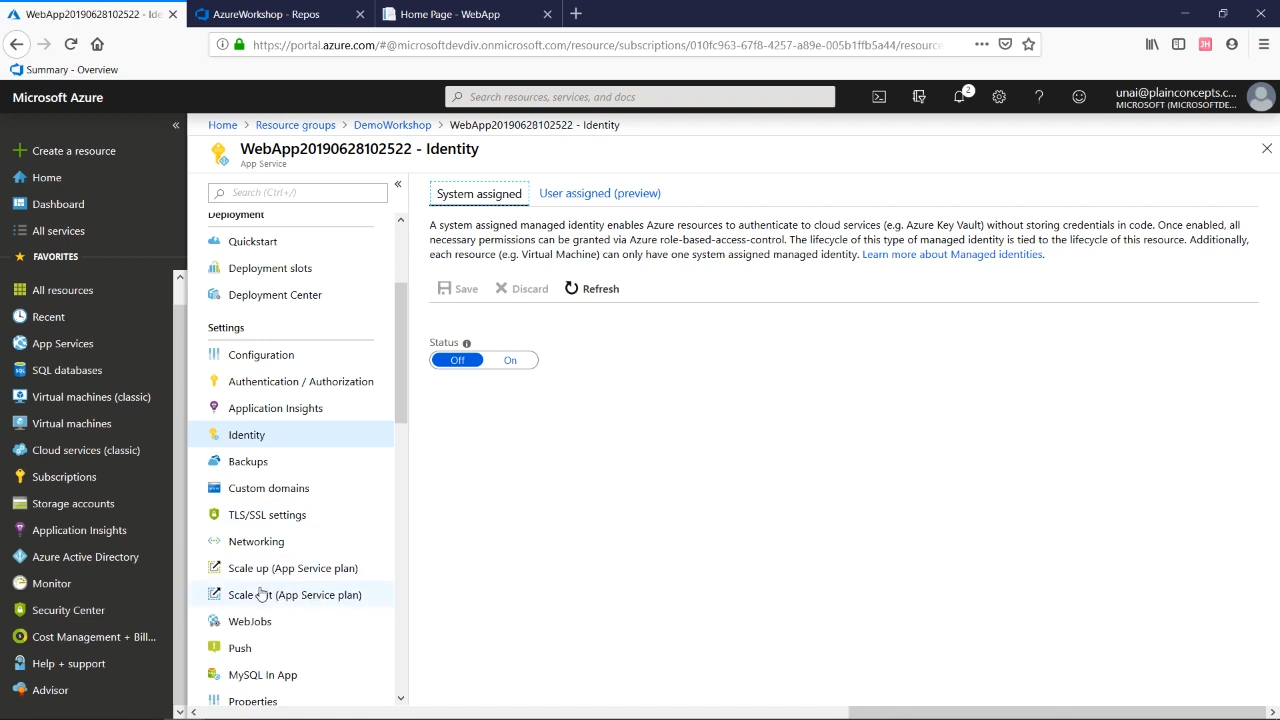 WebApp20190628102522 - Ide
AzureWorkshop - Repos
Home Page - WebApp
https://portal.azure.com/#@microsoftdevdiv.onmicrosoft.com/resource/subscriptions/010fc963-67f8-4257-a89e-005b1ffb5a44/resource
Summary - Overview
Microsoft Azure
Search resources, services, and docs
2
unai@plainconcepts.c...
MICROSOFT (MICROSOFTDE...
Create a resource
Home
Dashboard
All services
FAVORITES
All resources
Recent
App Services
SQL databases
Virtual machines (classic)
Virtual machines
Cloud services (classic)
Subscriptions
Storage accounts
Application Insights
Azure Active Directory
Monitor
Security Center
Cost Management + Bill...
Help + support
Advisor
Home > Resource groups > DemoWorkshop > WebApp20190628102522 - Identity
WebApp20190628102522 - Identity
App Service
Search (Ctrl+/)
Deployment
Quickstart
Deployment slots
Deployment Center
Settings
Configuration
Authentication / Authorization
Application Insights
Identity
Backups
Custom domains
TLS/SSL settings
Networking
Scale up (App Service plan)
Scale out (App Service plan)
WebJobs
Push
MySQL In App
Properties
System assigned
User assigned (preview)
A system assigned managed identity enables Azure resources to authenticate to cloud services (e.g. Azure Key Vault) without storing credentials in code. Once enabled, all
necessary permissions can be granted via Azure role-based-access-control. The lifecycle of this type of managed identity is tied to the lifecycle of this resource. Additionally,
each resource (e.g. Virtual Machine) can only have one system assigned managed identity. Learn more about Managed identities.
Save
Discard
Refresh
Status
Off
On